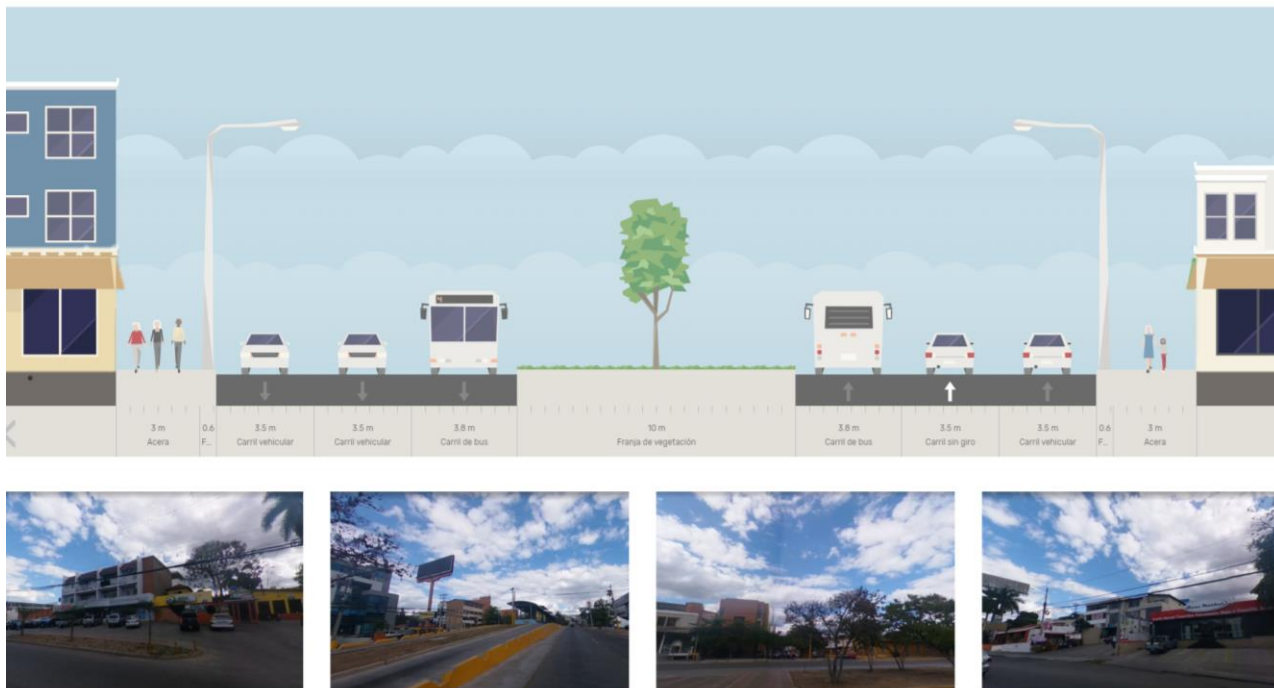 3 m
Acera
0.6
F...
3.5 m
Carril vehicular
3.5 m
Carril vehicular
3.8 m
Carril de bus
10 m
Franja de vegetación
3.8 m
Carril de bus
3.5 m
Carril sin giro
3.5 m
Carril vehicular
0.6
F...
3 m
Acera